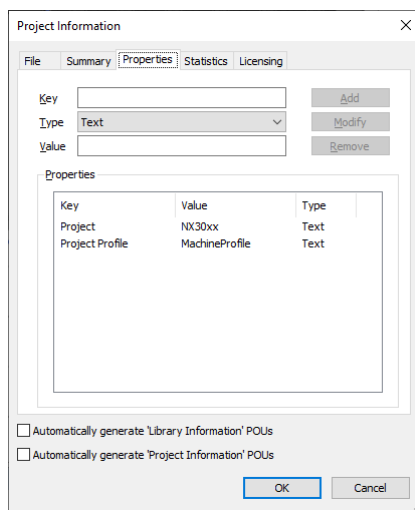 Project Information
File Summary Properties Statistics Licensing
Key Add
Type Text Modify
Value Remove
Properties
Key Value Type
Project NX30xx Text
Project Profile MachineProfile Text
Automatically generate 'Library Information' POUs
Automatically generate 'Project Information' POUs
OK Cancel